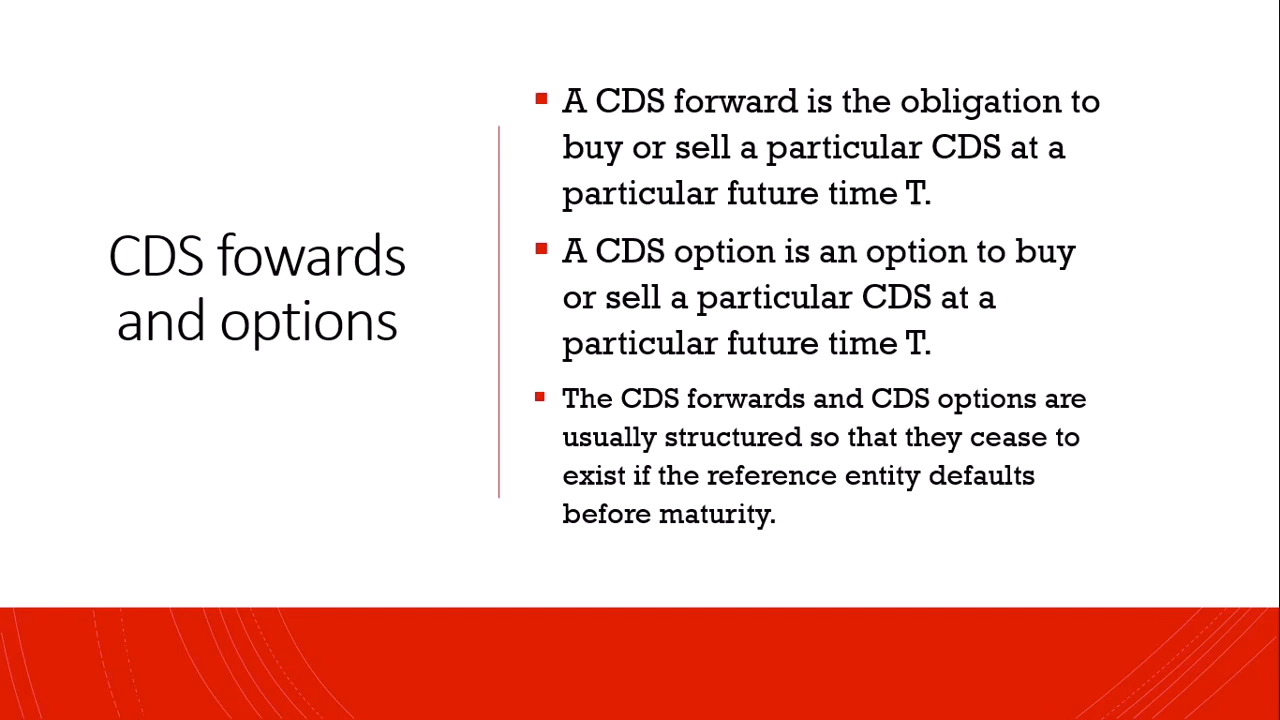 CDS fowards
and options
A CDS forward is the obligation to
buy or sell a particular CDS at a
particular future time T.
A CDS option is an option to buy
or sell a particular CDS at a
particular future time T.
The CDS forwards and CDS options are
usually structured so that they cease to
exist if the reference entity defaults
before maturity.